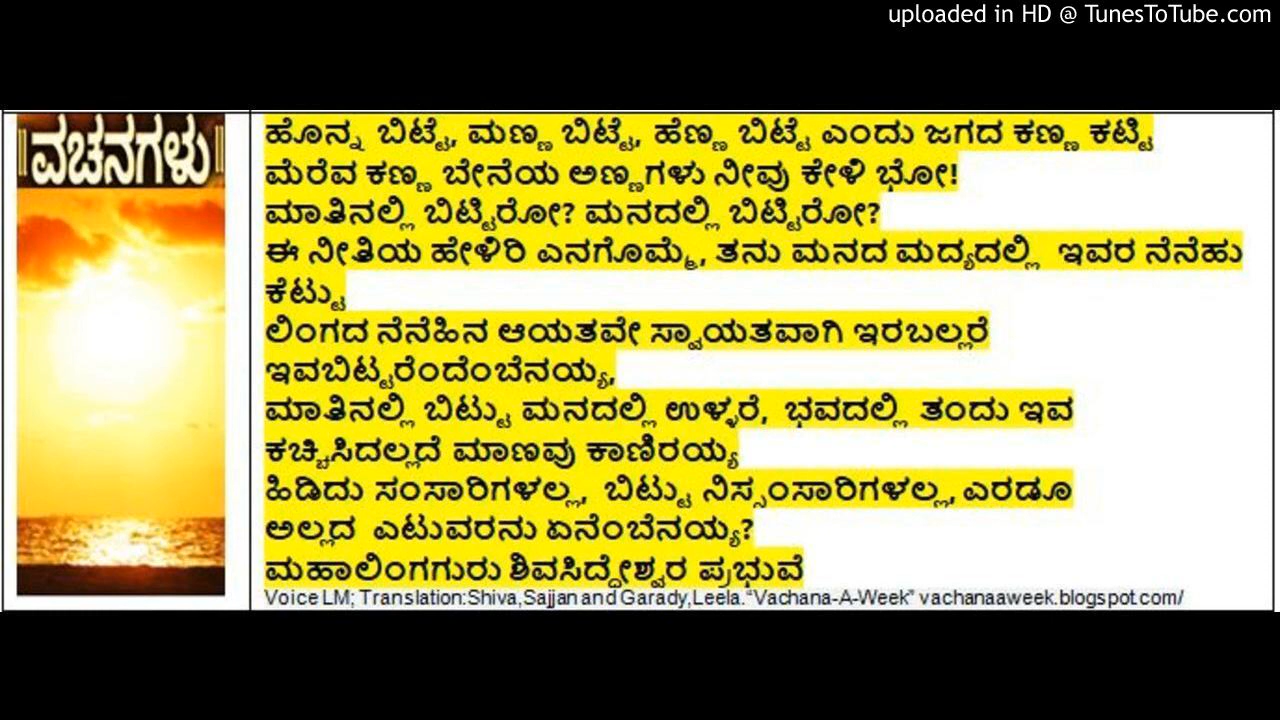 uploaded in HD @ TunesToTube.com
||ವಚನಗಳು||
ಹೊನ್ನ ಬಿಟ್ಟೆ, ಮಣ್ಣ ಬಿಟ್ಟೆ, ಹೆಣ್ಣ ಬಿಟ್ಟೆ ಎಂದು ಜಗದ ಕಣ್ಣ ಕಟ್ಟಿ
ಮೆರೆವ ಕಣ್ಣ ಬೇನೆಯ ಅಣ್ಣಗಳು ನೀವು ಕೇಳಿ ಭೋ!
ಮಾತಿನಲ್ಲಿ ಬಿಟ್ಟಿರೋ? ಮನದಲ್ಲಿ ಬಿಟ್ಟಿರೋ?
ಈ ನೀತಿಯ ಹೇಳಿರಿ ಎನಗೊಮ್ಮೆ, ತನು ಮನದ ಮದ್ಯದಲ್ಲಿ ಇವರ ನೆನೆಹು
ಕೆಟ್ಟು
ಲಿಂಗದ ನೆನೆಹಿನ ಆಯತವೇ ಸ್ವಾಯತವಾಗಿ ಇರಬಲ್ಲರೆ
ಇವಬಿಟ್ಟರೆಂದೆಂಬೆನಯ್ಯ,
ಮಾತಿನಲ್ಲಿ ಬಿಟ್ಟು ಮನದಲ್ಲಿ ಉಳ್ಳರೆ, ಭವದಲ್ಲಿ ತಂದು ಇವ
ಕಚ್ಚಿಸಿದಲ್ಲದೆ ಮಾಣವು ಕಾಣಿರಯ್ಯ
ಹಿಡಿದು ಸಂಸಾರಿಗಳಲ್ಲ, ಬಿಟ್ಟು ನಿಸ್ಸಂಸಾರಿಗಳಲ್ಲ, ಎರಡೂ
ಅಲ್ಲದ ಎಟುವರನು ಏನೆಂಬೆನಯ್ಯ?
ಮಹಾಲಿಂಗಗುರು ಶಿವಸಿದ್ದೇಶ್ವರ ಪ್ರಭುವೆ
Voice LM; Translation:Shiva,Sajjan and Garady,Leela.“Vachana-A-Week” vachanaaweek.blogspot.com/